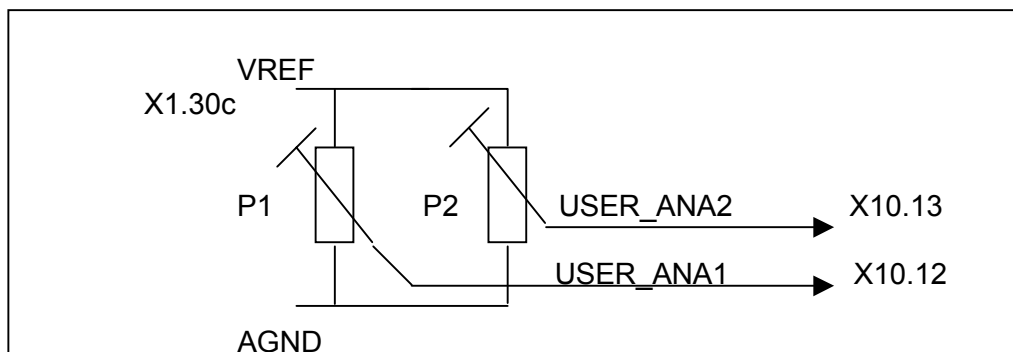 VREF
X1.30c
P1
P2
USER_ANA2
X10.13
USER_ANA1
X10.12
AGND